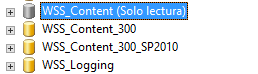 WSS_Content (Solo lectura)
WSS_Content_300
WSS_Content_300_SP2010
WSS_Logging